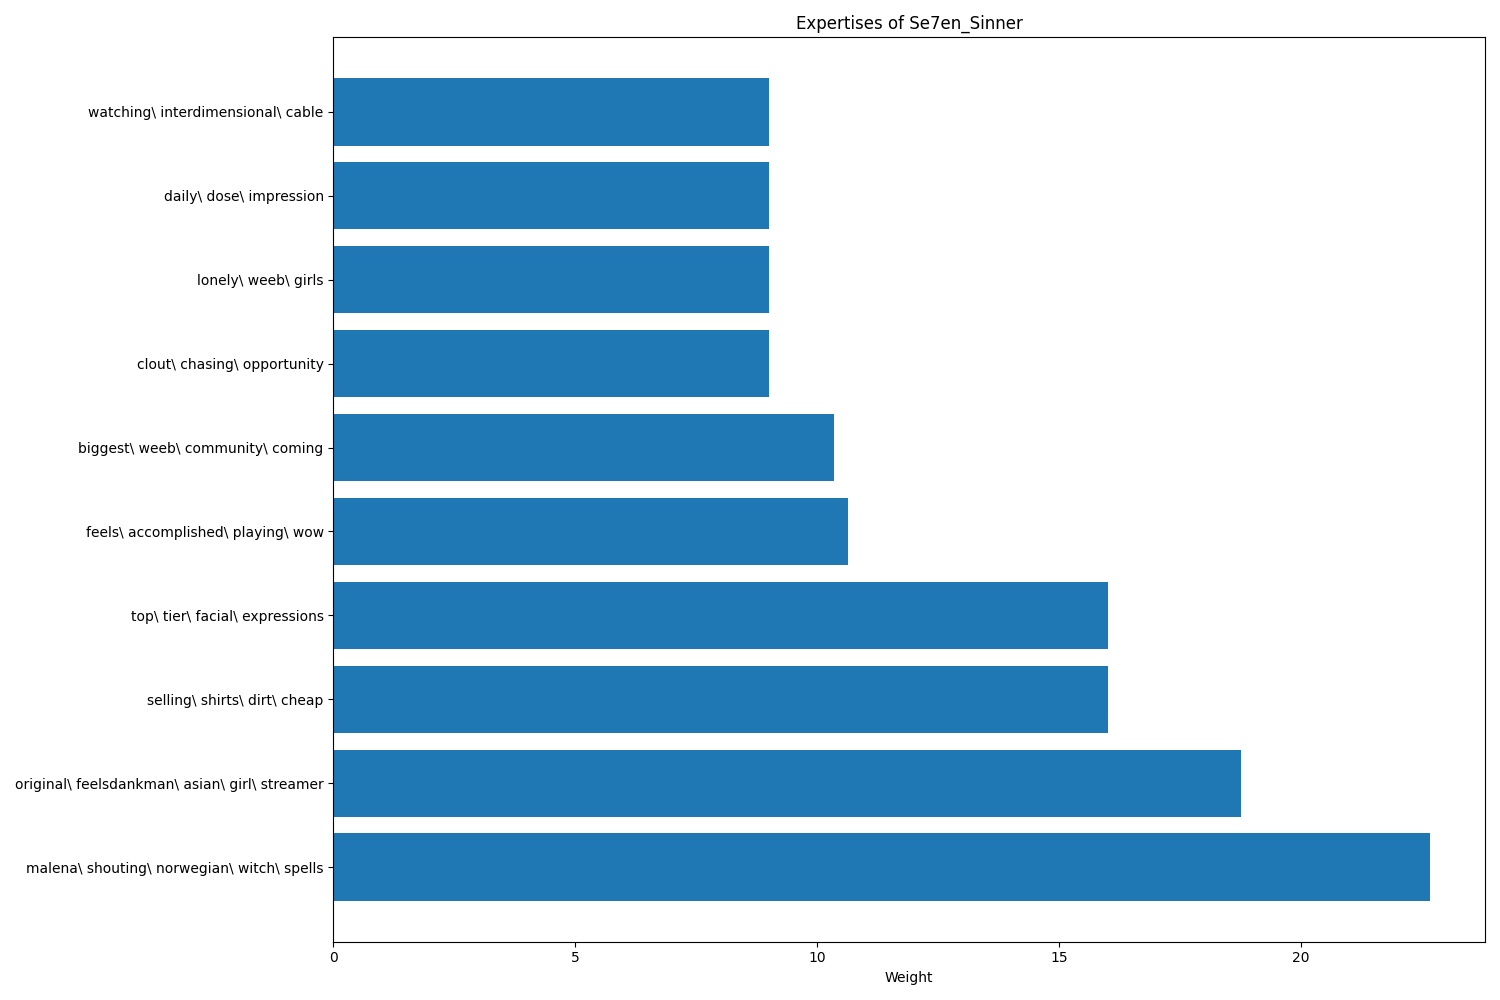 Expertises of Se7en_Sinner
watching\ interdimensional\ cable
daily\ dose\ impression
lonely\ weeb\ girls
clout\ chasing\ opportunity
biggest\ weeb\ community\ coming
feels\ accomplished\ playing\ wow
top\ tier\ facial\ expressions
selling\ shirts\ dirt\ cheap
original\ feelsdankman\ asian\ girl\ streamer
malena\ shouting\ norwegian\ witch\ spells
0 5 10 15 20
Weight